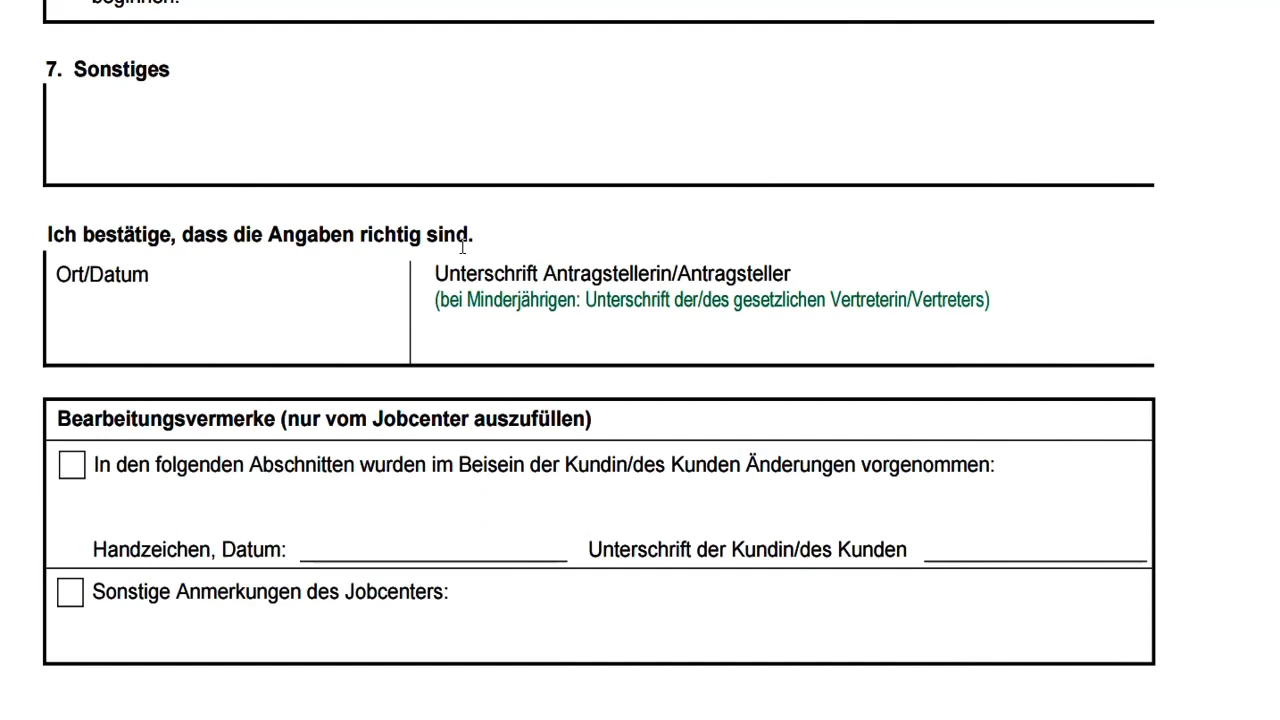 beginnen.
7. Sonstiges
Ich bestätige, dass die Angaben richtig sind.
Ort/Datum
Unterschrift Antragstellerin/Antragsteller
(bei Minderjährigen: Unterschrift der/des gesetzlichen Vertreterin/Vertreters)
Bearbeitungsvermerke (nur vom Jobcenter auszufüllen)
In den folgenden Abschnitten wurden im Beisein der Kundin/des Kunden Änderungen vorgenommen:
Handzeichen, Datum: Unterschrift der Kundin/des Kunden
Sonstige Anmerkungen des Jobcenters: